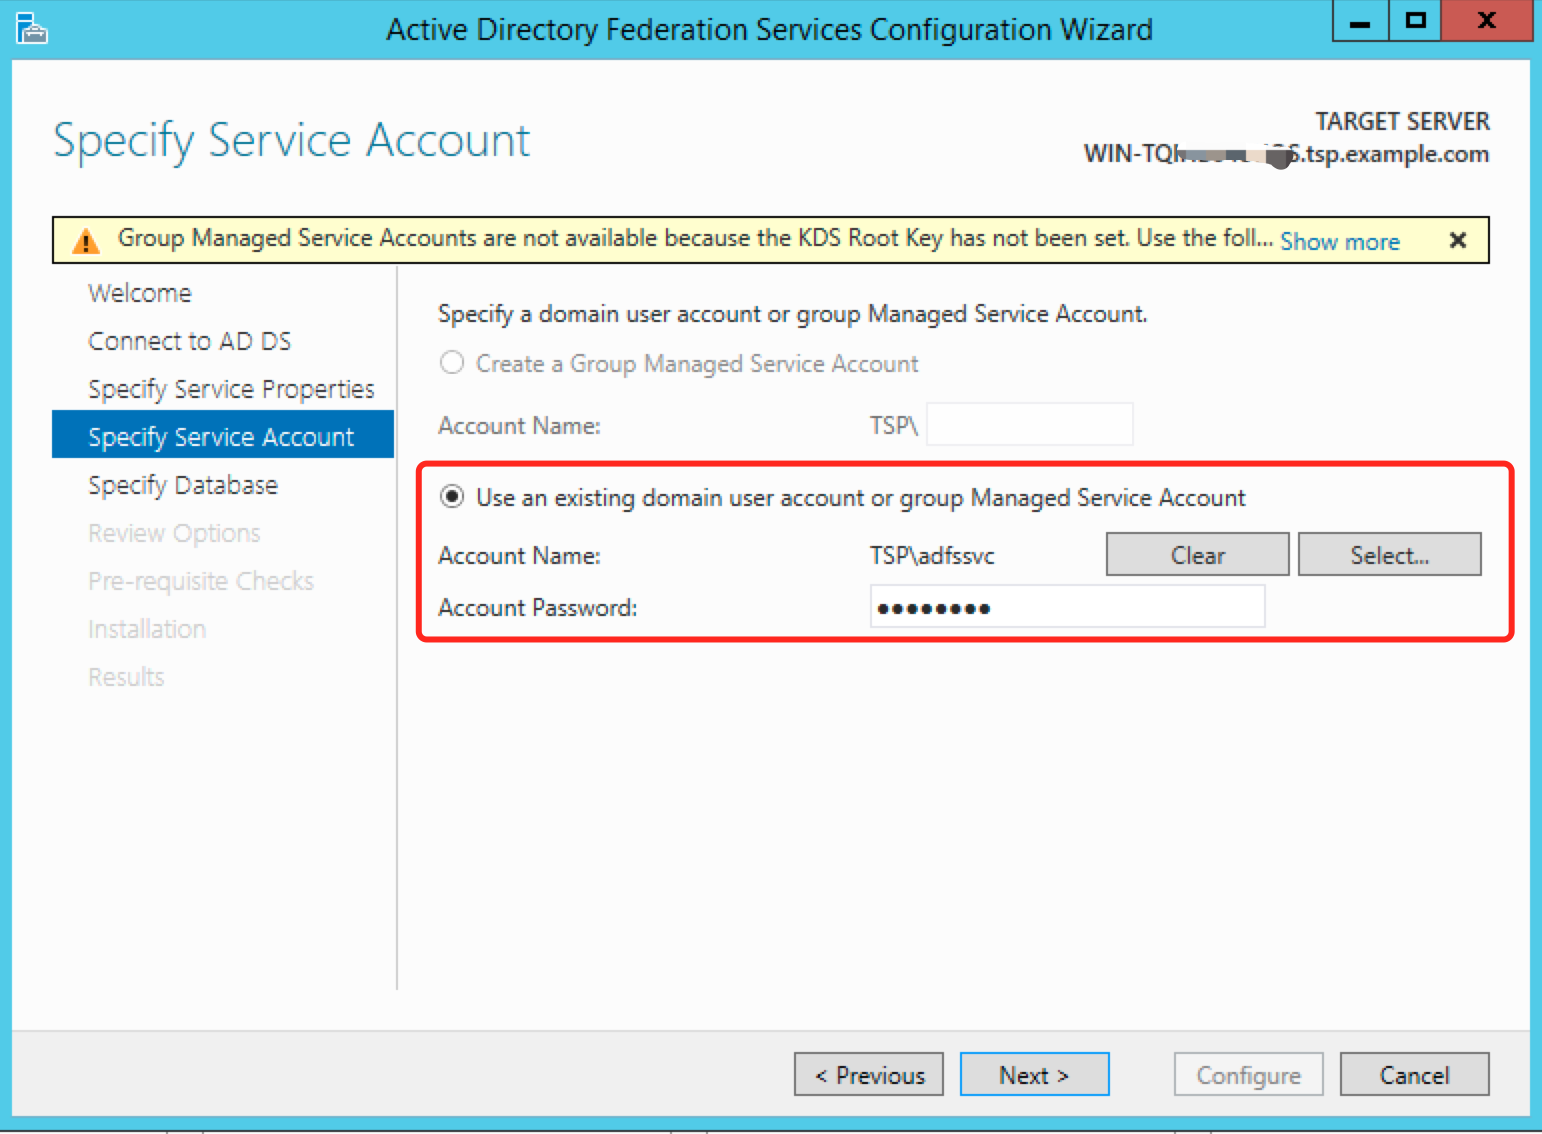 Active Directory Federation Services Configuration Wizard
Specify Service Account
TARGET SERVER
.tsp.example.com
Group Managed Service Accounts are not available because the KDS Root Key has not been set. Use the foll... Show more
Welcome
Connect to AD DS
Specify Service Properties
Specify Service Account
Specify Database
Review Options
Pre-requisite Checks
Installation
Results
Specify a domain user account or group Managed Service Account.
Create a Group Managed Service Account
Account Name: TSP\
Use an existing domain user account or group Managed Service Account
Account Name: TSP\adfssvc Clear Select...
Account Password: ●●●●●●●●
< Previous Next > Configure Cancel